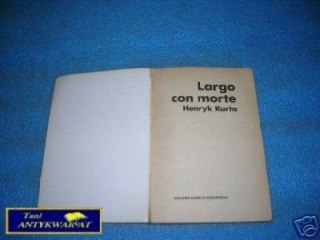 Largo
con morte
Henryk Kurta
Tani
ANTYKWARIAT